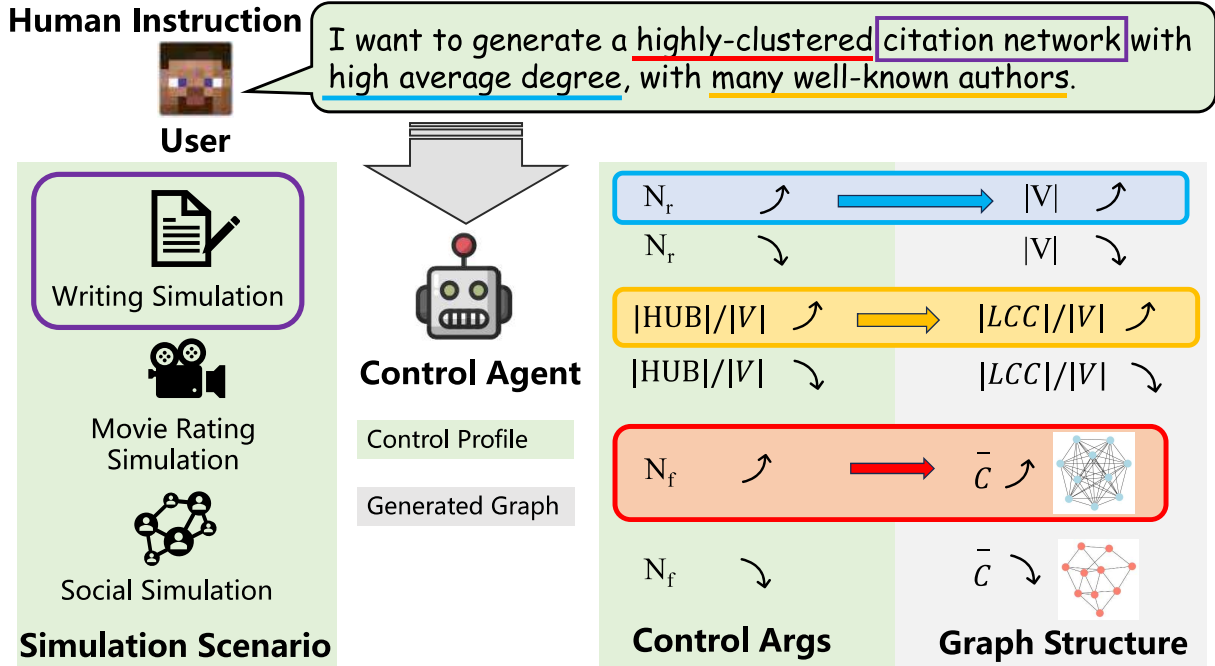 Human Instruction
I want to generate a highly-clustered citation network with
high average degree, with many well-known authors.
User
Writing Simulation
Movie Rating
Simulation
Social Simulation
Simulation Scenario
Control Agent
Control Profile
Generated Graph
N_r |V|
N_r |V|
|HUB|/|V| |LCC|/|V|
|HUB|/|V| |LCC|/|V|
N_f C̄
N_f C̄
Control Args Graph Structure